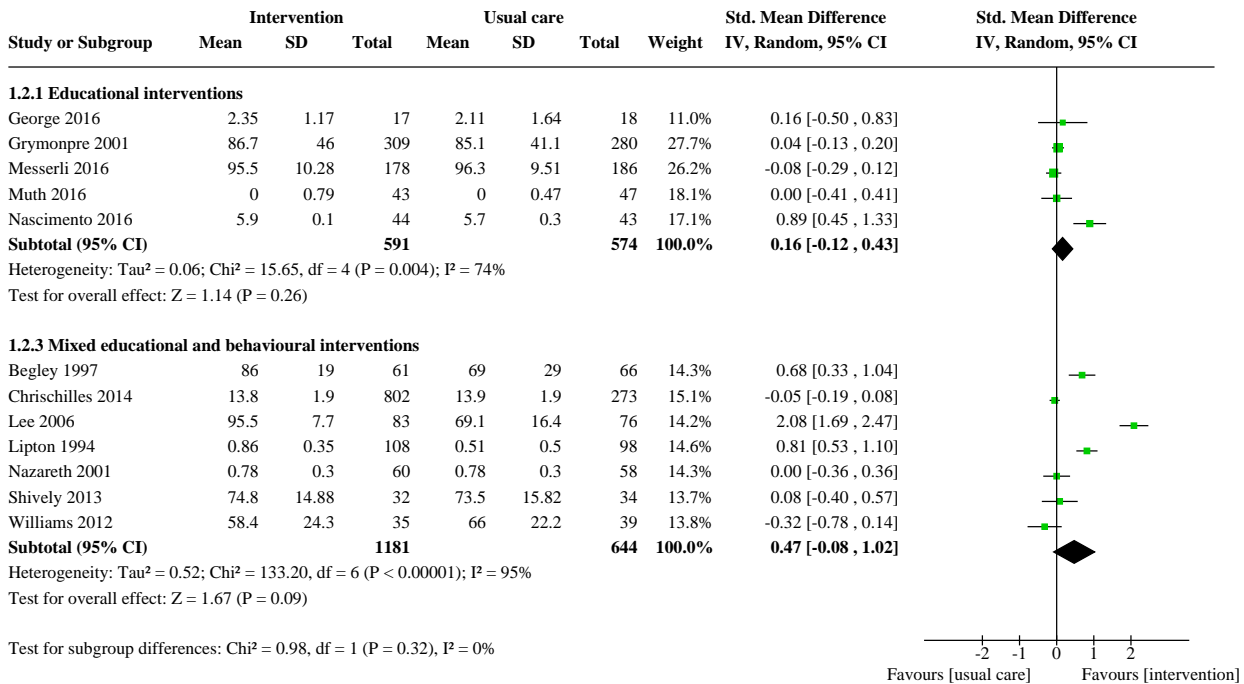 Intervention Usual care Std. Mean Difference Std. Mean Difference
Study or Subgroup Mean SD Total Mean SD Total Weight IV, Random, 95% CI IV, Random, 95% CI
1.2.1 Educational interventions
George 2016 2.35 1.17 17 2.11 1.64 18 11.0% 0.16 [-0.50 , 0.83]
Grymonpre 2001 86.7 46 309 85.1 41.1 280 27.7% 0.04 [-0.13 , 0.20]
Messerli 2016 95.5 10.28 178 96.3 9.51 186 26.2% -0.08 [-0.29 , 0.12]
Muth 2016 0 0.79 43 0 0.47 47 18.1% 0.00 [-0.41 , 0.41]
Nascimento 2016 5.9 0.1 44 5.7 0.3 43 17.1% 0.89 [0.45 , 1.33]
Subtotal (95% CI) 591 574 100.0% 0.16 [-0.12 , 0.43]
Heterogeneity: Tau² = 0.06; Chi² = 15.65, df = 4 (P = 0.004); I² = 74%
Test for overall effect: Z = 1.14 (P = 0.26)
1.2.3 Mixed educational and behavioural interventions
Begley 1997 86 19 61 69 29 66 14.3% 0.68 [0.33 , 1.04]
Chrischilles 2014 13.8 1.9 802 13.9 1.9 273 15.1% -0.05 [-0.19 , 0.08]
Lee 2006 95.5 7.7 83 69.1 16.4 76 14.2% 2.08 [1.69 , 2.47]
Lipton 1994 0.86 0.35 108 0.51 0.5 98 14.6% 0.81 [0.53 , 1.10]
Nazareth 2001 0.78 0.3 60 0.78 0.3 58 14.3% 0.00 [-0.36 , 0.36]
Shively 2013 74.8 14.88 32 73.5 15.82 34 13.7% 0.08 [-0.40 , 0.57]
Williams 2012 58.4 24.3 35 66 22.2 39 13.8% -0.32 [-0.78 , 0.14]
Subtotal (95% CI) 1181 644 100.0% 0.47 [-0.08 , 1.02]
Heterogeneity: Tau² = 0.52; Chi² = 133.20, df = 6 (P < 0.00001); I² = 95%
Test for overall effect: Z = 1.67 (P = 0.09)
Test for subgroup differences: Chi² = 0.98, df = 1 (P = 0.32), I² = 0%
-2 -1 0 1 2
Favours [usual care] Favours [intervention]